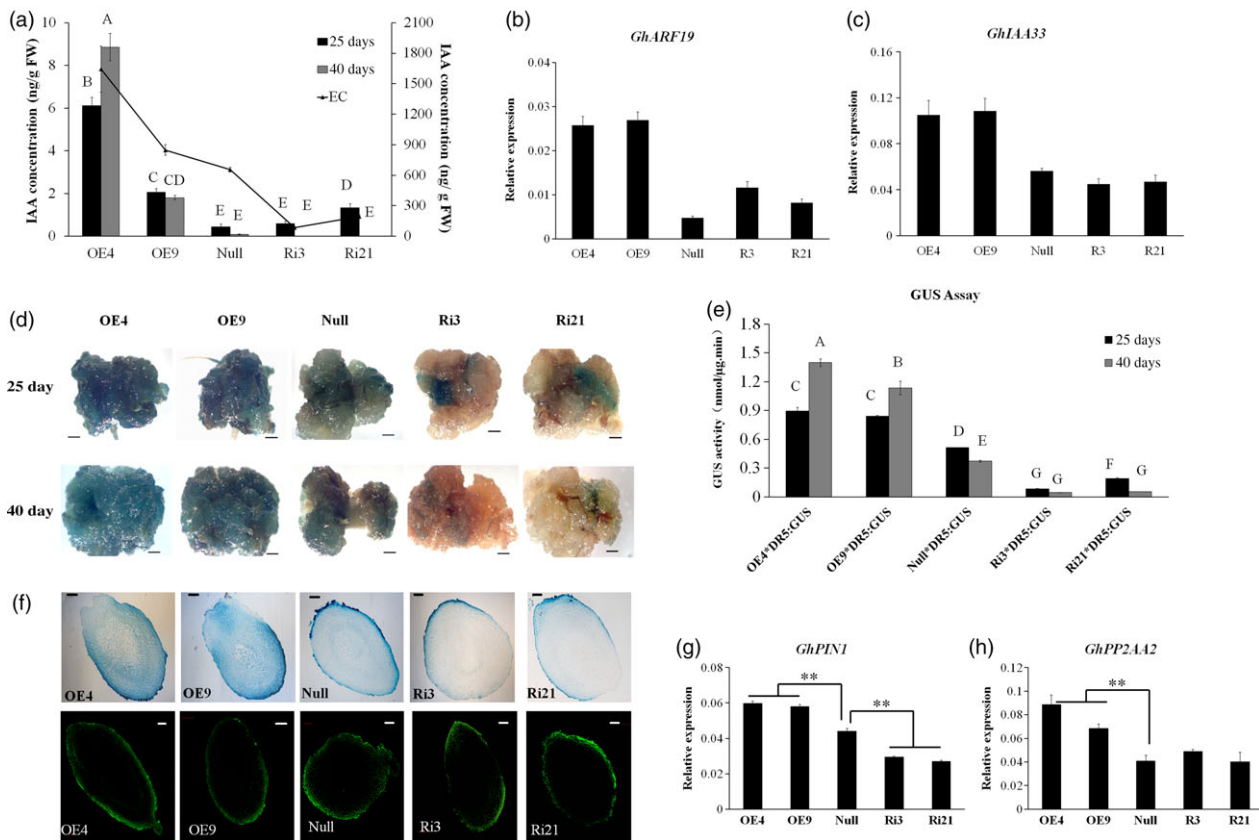 (a)
IAA concentration (ng/g FW)
10
8
6
4
2
0
A
B
C
CD
E
E
E
E
D
E
25 days
40 days
EC
2100
1800
1500
1200
900
600
300
0
IAA concentration (ng/ g FW)
OE4 OE9 Null Ri3 Ri21
(b)
GhARF19
Relative expression
0.04
0.03
0.02
0.01
0
OE4 OE9 Null R3 R21
(c)
GhIAA33
Relative expression
0.16
0.12
0.08
0.04
0
OE4 OE9 Null R3 R21
(d)
OE4 OE9 Null Ri3 Ri21
25 day
40 day
(e)
GUS Assay
GUS activity (nmol/µg.min)
1.8
1.5
1.2
0.9
0.6
0.3
0
A
C
B
C
D
E
G
G
F
G
25 days
40 days
OE4*DR5:GUS
OE9*DR5:GUS
Null*DR5:GUS
Ri3*DR5:GUS
Ri21*DR5:GUS
(f)
OE4 OE9 Null Ri3 Ri21
OE4 OE9 Null Ri3 Ri21
(g)
GhPIN1
Relative expression
0.08
0.06
0.04
0.02
0
**
**
OE4 OE9 Null Ri3 Ri21
(h)
GhPP2AA2
Relative expression
0.12
0.1
0.08
0.06
0.04
0.02
0
**
OE4 OE9 Null R3 R21